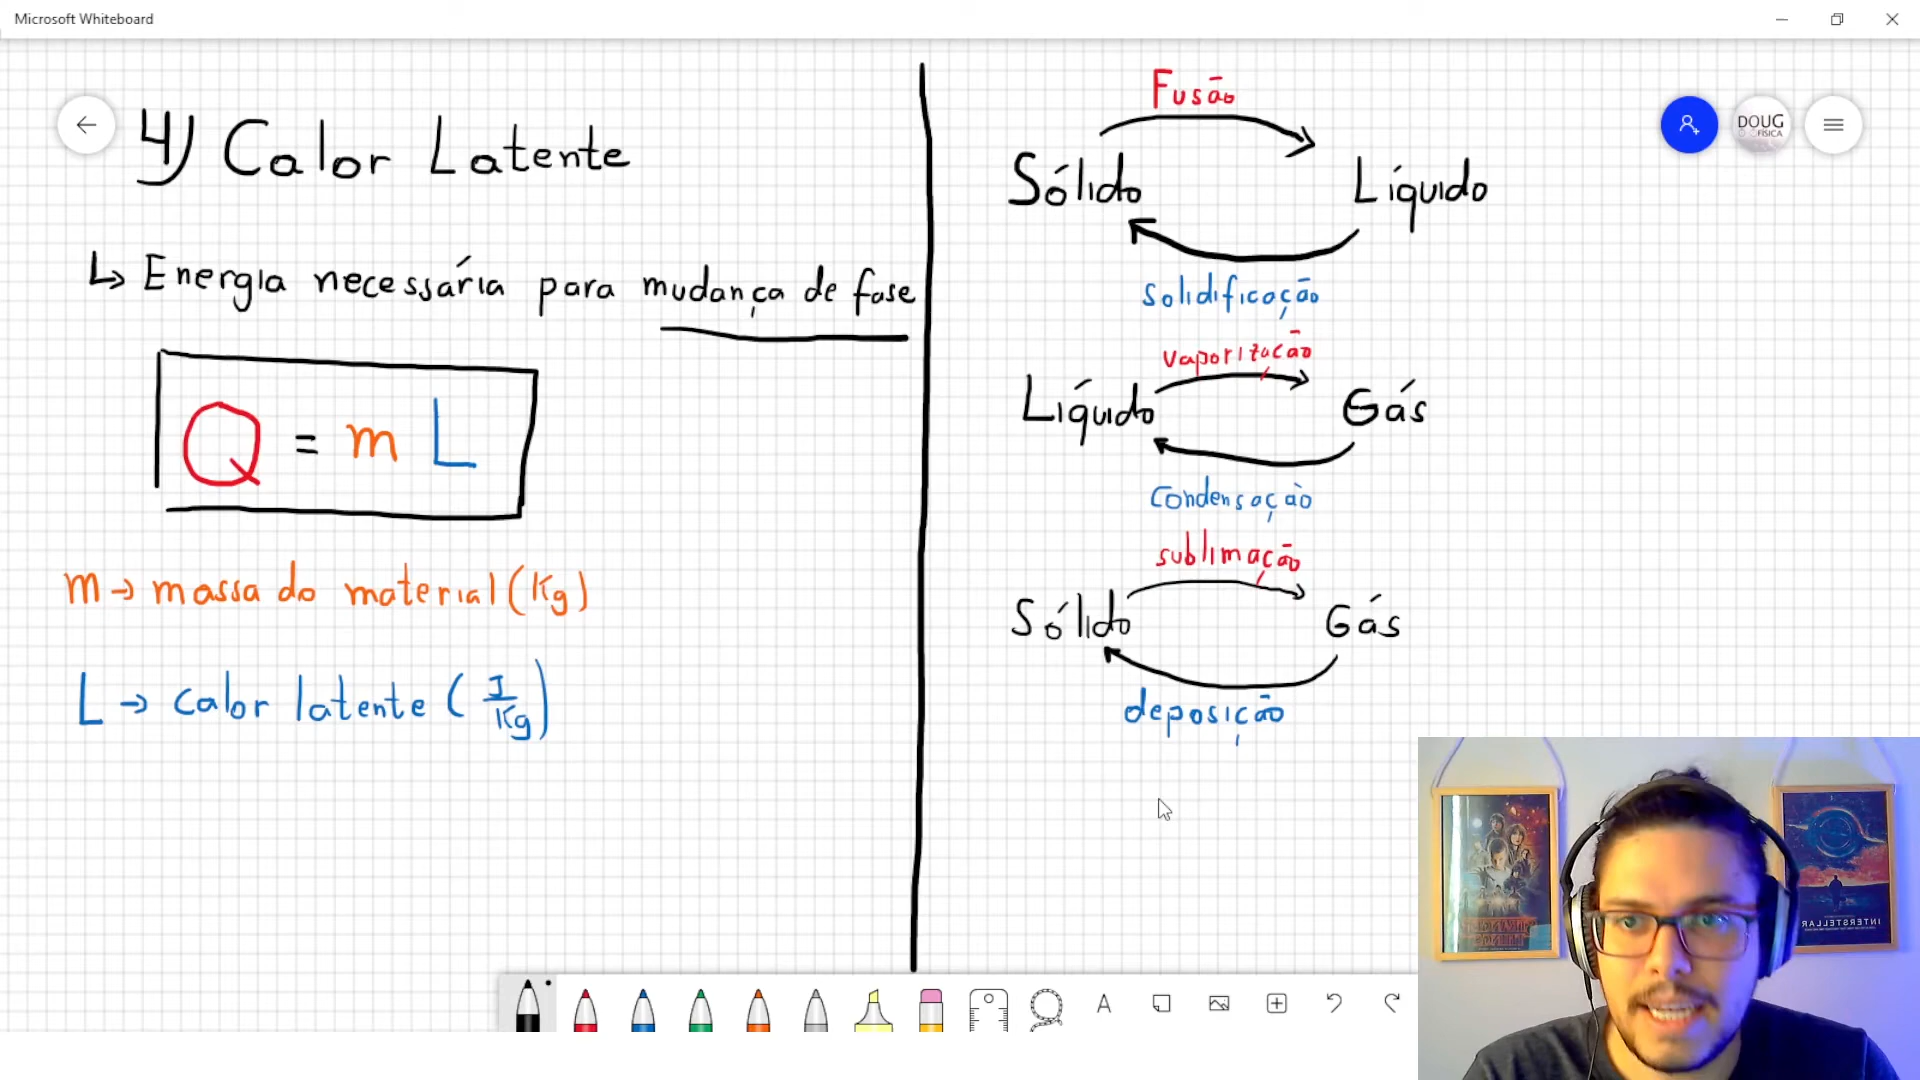 Microsoft Whiteboard
4) Calor Latente
↳ Energia necessária para mudança de fase
Q = m L
m → massa do material (Kg)
L → calor latente (J/Kg)
Fusão
Sólido Líquido
Solidificação
Vaporização
Líquido Gás
Condensação
sublimação
Sólido Gás
deposição
DOUG
FÍSICA
A
INTERSTELLAR